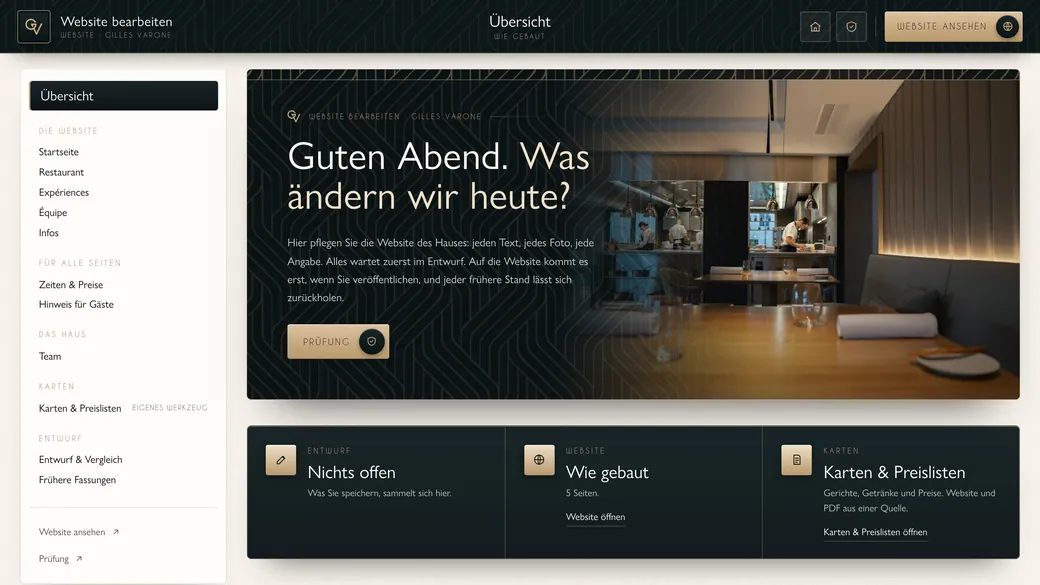 GV
Website bearbeiten
WEBSITE · GILLES VARONE
Übersicht
WIE GEBAUT
WEBSITE ANSEHEN
Übersicht
DIE WEBSITE
Startseite
Restaurant
Expériences
Équipe
Infos
FÜR ALLE SEITEN
Zeiten & Preise
Hinweis für Gäste
DAS HAUS
Team
KARTEN
Karten & Preislisten EIGENES WERKZEUG
ENTWURF
Entwurf & Vergleich
Frühere Fassungen
Website ansehen ↗
Prüfung ↗
GV WEBSITE BEARBEITEN · GILLES VARONE
Guten Abend. Was
ändern wir heute?
Hier pflegen Sie die Website des Hauses: jeden Text, jedes Foto, jede
Angabe. Alles wartet zuerst im Entwurf. Auf die Website kommt es
erst, wenn Sie veröffentlichen, und jeder frühere Stand lässt sich
zurückholen.
PRÜFUNG
ENTWURF
Nichts offen
Was Sie speichern, sammelt sich hier.
WEBSITE
Wie gebaut
5 Seiten.
Website öffnen
KARTEN
Karten & Preislisten
Gerichte, Getränke und Preise. Website und
PDF aus einer Quelle.
Karten & Preislisten öffnen